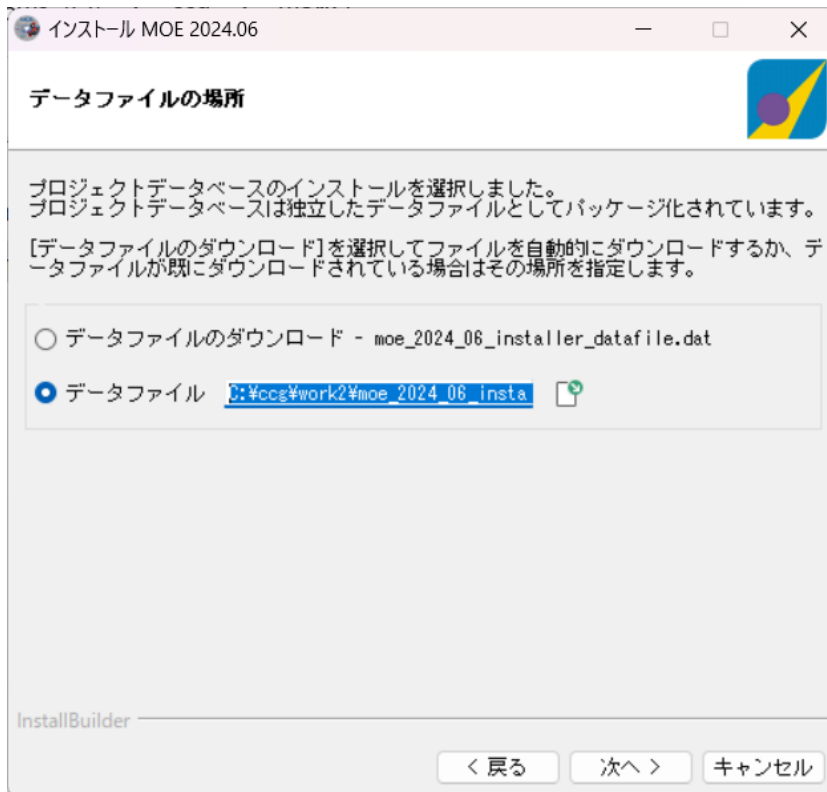 インストール MOE 2024.06
データファイルの場所
プロジェクトデータベースのインストールを選択しました。
プロジェクトデータベースは独立したデータファイルとしてパッケージ化されています。
[データファイルのダウンロード]を選択してファイルを自動的にダウンロードするか、デ
ータファイルが既にダウンロードされている場合はその場所を指定します。
データファイルのダウンロード - moe_2024_06_installer_datafile.dat
データファイル C:¥ccg¥work2¥moe_2024_06_insta
InstallBuilder
< 戻る 次へ > キャンセル